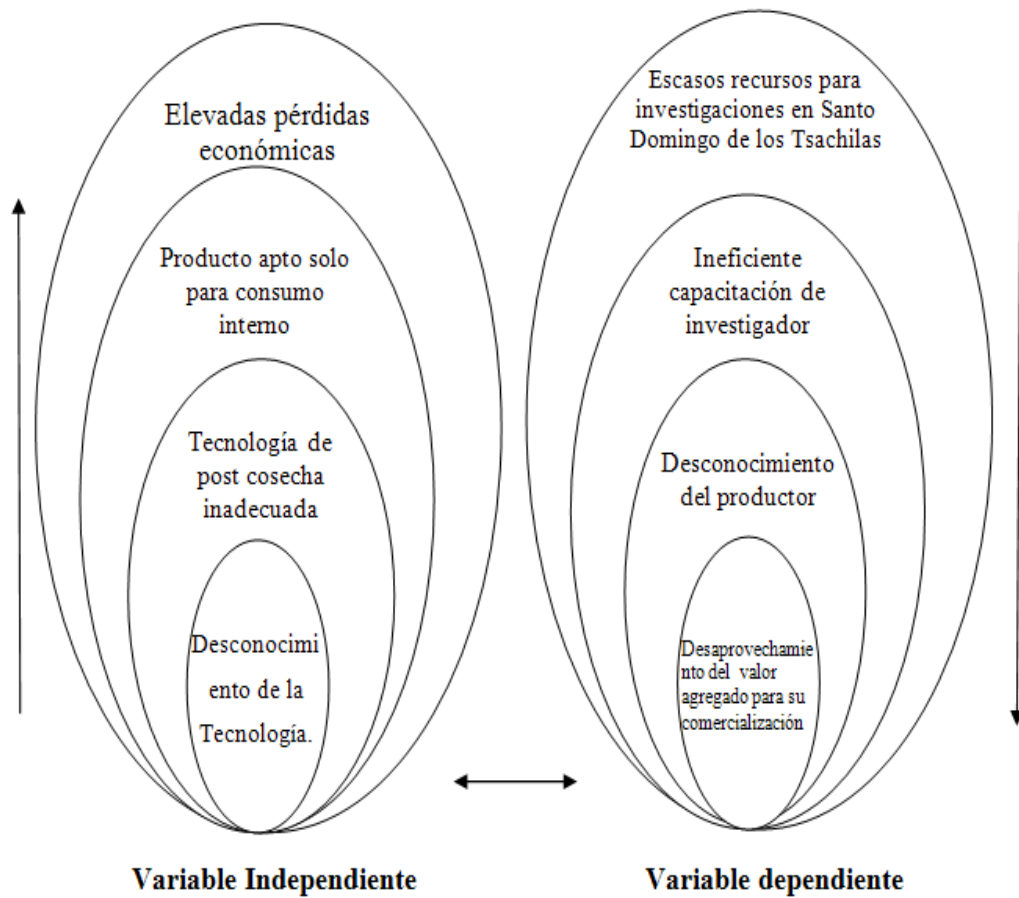 Elevadas pérdidas
económicas
Producto apto solo
para consumo
interno
Tecnología de
post cosecha
inadecuada
Desconocimi
ento de la
Tecnología.
Variable Independiente
Escasos recursos para
investigaciones en Santo
Domingo de los Tsachilas
Ineficiente
capacitación de
investigador
Desconocimiento
del productor
Desaprovechamie
nto del valor
agregado para su
comercialización
Variable dependiente